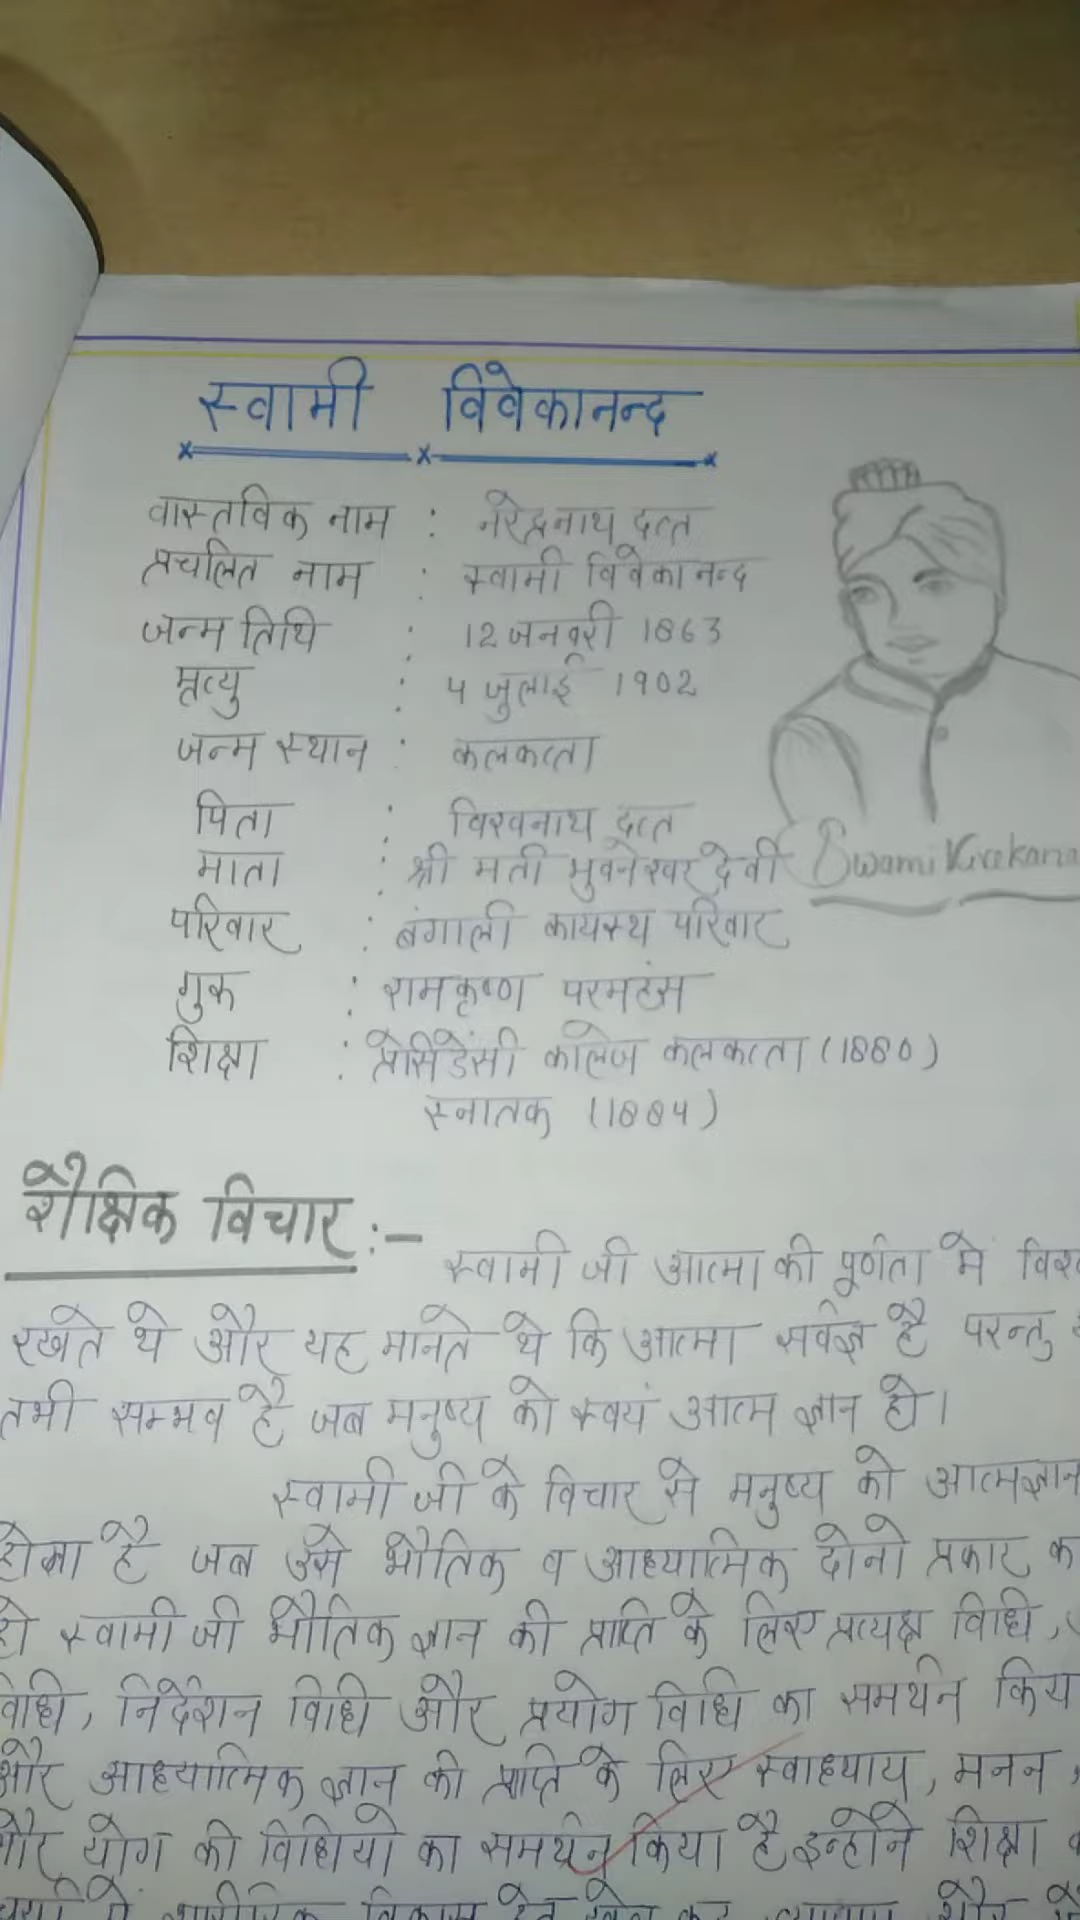 स्वामी विवेकानन्द
वास्तविक नाम : नरेन्द्रनाथ दत्त
प्रचलित नाम : स्वामी विवेकानन्द
जन्म तिथि : 12 जनवरी 1863
मृत्यु : 4 जुलाई 1902
जन्म स्थान : कलकत्ता
पिता : विश्वनाथ दत्त
माता : श्री मती भुवनेश्वर देवी
Swami
परिवार : बंगाली कायस्थ परिवार
गुरू : रामकृष्ण परमहंस
शिक्षा : प्रेसिडेंसी कॉलेज कलकत्ता (1880)
स्नातक (1884)
शैक्षिक विचार :-
स्वामी जी आत्मा की पूर्णता मे
रखते थे और यह मानते थे कि आत्मा सर्वज्ञ है परन्तु
तभी सम्भव है जब मनुष्य को स्वयं आत्म ज्ञान हो।
स्वामी जी के विचार से मनुष्य को आत्मज्ञान
है जब उसे भौतिक व आध्यात्मिक दोनो प्रकार का
हो स्वामी जी भौतिक ज्ञान की प्राप्ति के लिए प्रत्यक्ष विधि,
विधि, निर्देशन विधि और प्रयोग विधि का समर्थन किया
और आध्यात्मिक ज्ञान की प्राप्ति के लिए स्वाध्याय, मनन,
और योग की विधियो का समर्थन किया है इन्होंने शिक्षा